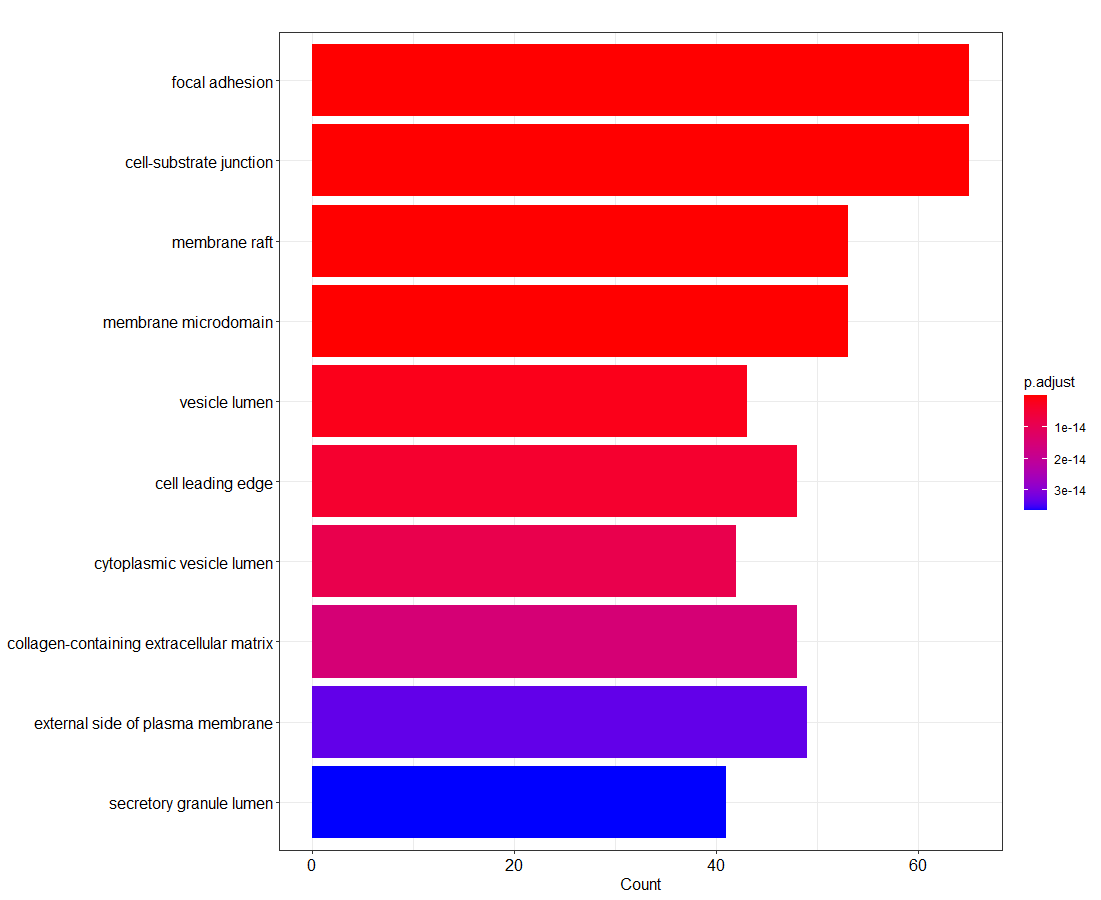 focal adhesion
cell-substrate junction
membrane raft
membrane microdomain
vesicle lumen
cell leading edge
cytoplasmic vesicle lumen
collagen-containing extracellular matrix
external side of plasma membrane
secretory granule lumen
0 20 40 60
Count
p.adjust
1e-14
2e-14
3e-14